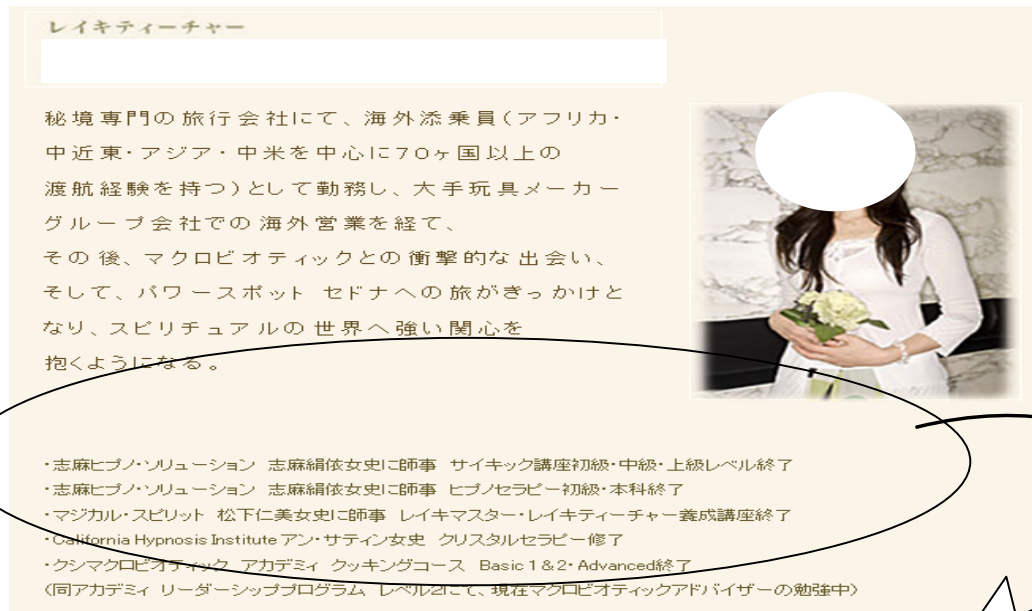 レイキティーチャー
秘境専門の旅行会社にて、海外添乗員(アフリカ・
中近東・アジア・中米を中心に70ヶ国以上の
渡航経験を持つ)として勤務し、大手玩具メーカー
グループ会社での海外営業を経て、
その後、マクロビオティックとの衝撃的な出会い、
そして、パワースポット セドナへの旅がきっかけと
なり、スピリチュアルの世界へ強い関心を
抱くようになる。
・志麻ヒプノ・ソリューション 志麻絹依女史に師事 サイキック講座初級・中級・上級レベル終了
・志麻ヒプノ・ソリューション 志麻絹依女史に師事 ヒプノセラピー初級・本科終了
・マジカル・スピリット 松下仁美女史に師事 レイキマスター・レイキティーチャー養成講座終了
・California Hypnosis Institute アン・サティン女史 クリスタルセラピー修了
・クシマクロビオティック アカデミィ クッキングコース Basic 1&2・Advanced終了
(同アカデミィ リーダーシッププログラム レベル2にて、現在マクロビオティックアドバイザーの勉強中)